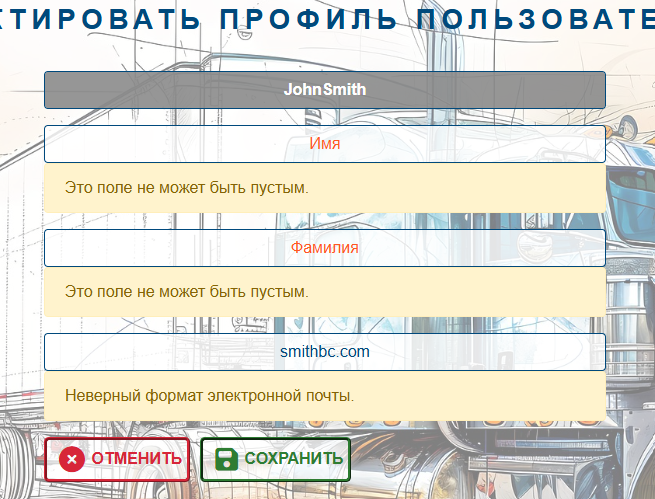 КТИРОВАТЬ ПРОФИЛЬ ПОЛЬЗОВАТЕ
JohnSmith
Имя
Это поле не может быть пустым.
Фамилия
Это поле не может быть пустым.
smithbc.com
Неверный формат электронной почты.
ОТМЕНИТЬ СОХРАНИТЬ